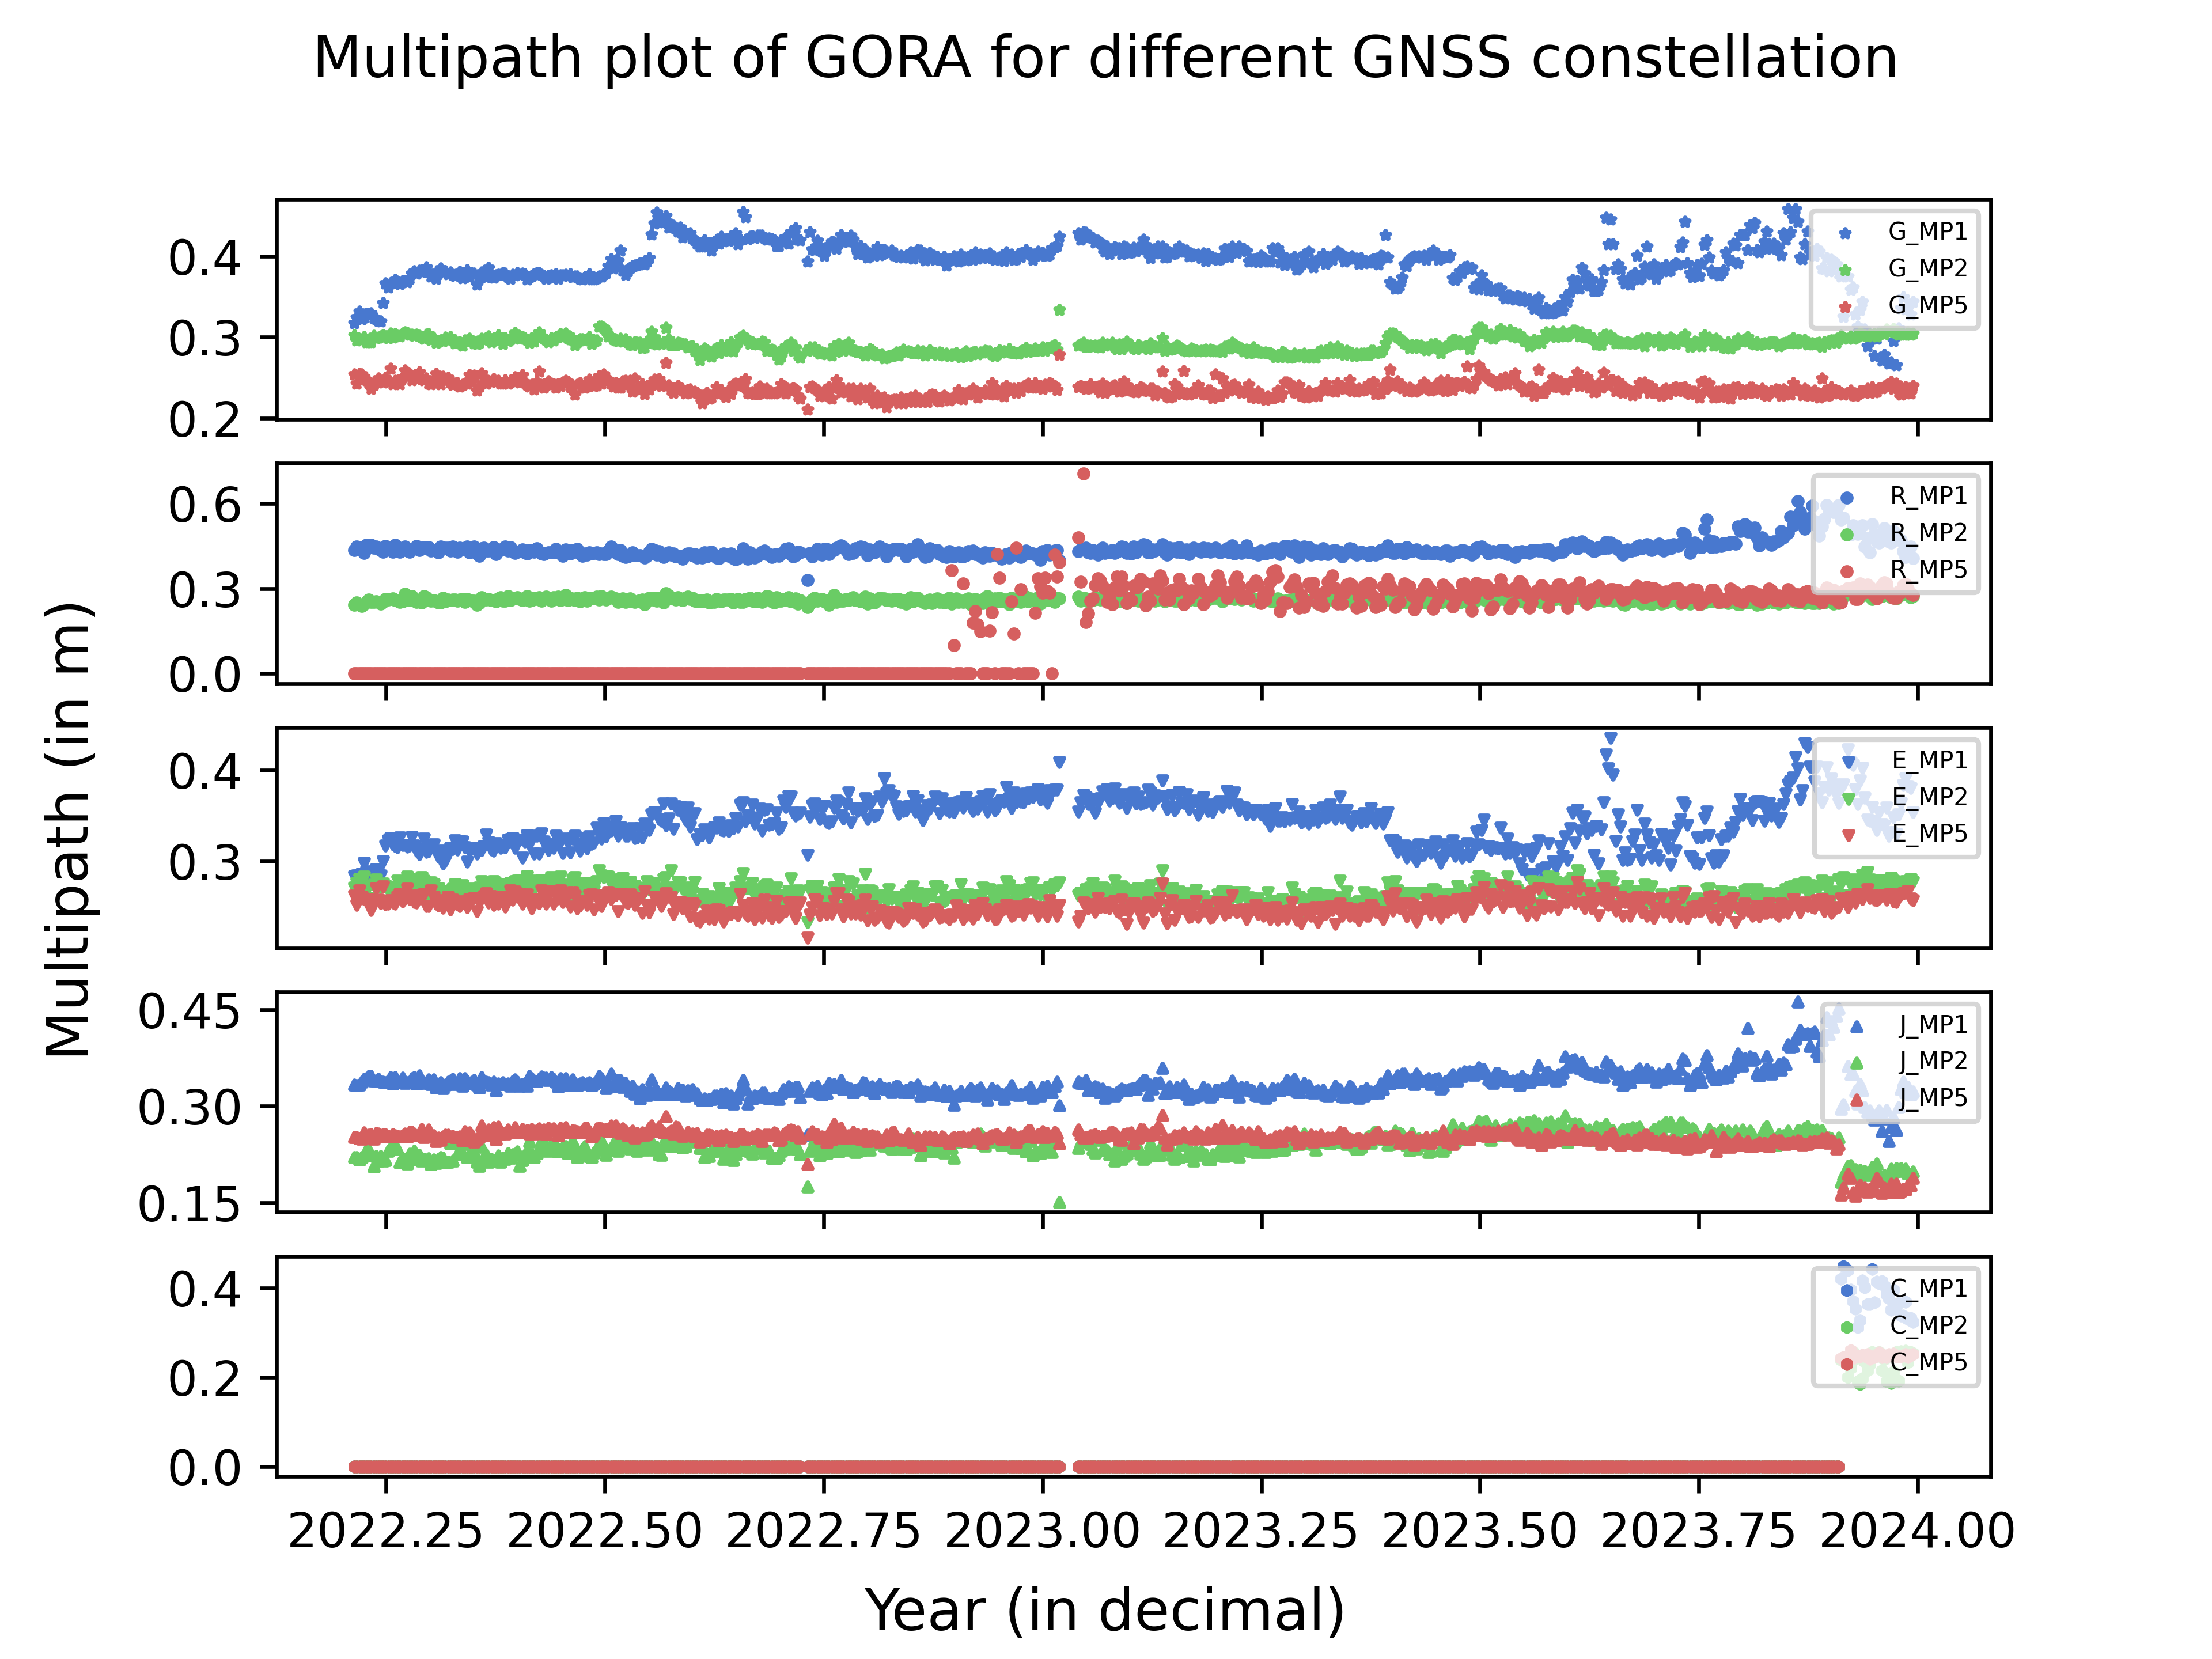 Multipath plot of GORA for different GNSS constellation
Multipath (in m)
0.4
0.3
0.2
G_MP1
G_MP2
G_MP5
0.6
0.3
0.0
R_MP1
R_MP2
R_MP5
0.4
0.3
E_MP1
E_MP2
E_MP5
0.45
0.30
0.15
J_MP1
J_MP2
J_MP5
0.4
0.2
0.0
C_MP1
C_MP2
C_MP5
2022.25 2022.50 2022.75 2023.00 2023.25 2023.50 2023.75 2024.00
Year (in decimal)